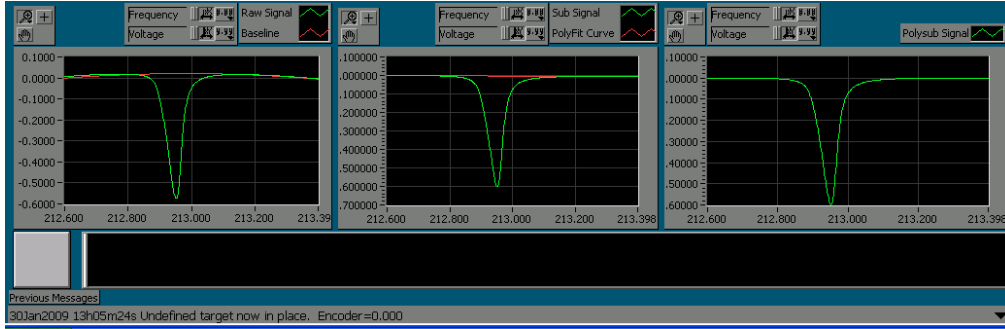 Frequency Raw Signal
Voltage Baseline
0.1000
0.0000
-0.1000
-0.2000
-0.3000
-0.4000
-0.5000
-0.6000
212.600 212.800 213.000 213.200 213.39
Frequency Sub Signal
Voltage PolyFit Curve
.100000
.000000
.100000
.200000
.300000
.400000
.500000
.600000
.700000
212.600 212.800 213.000 213.200 213.398
Frequency
Voltage Polysub Signal
.10000
.00000
.10000
.20000
.30000
.40000
.50000
.60000
212.600 212.800 213.000 213.200 213.398
Previous Messages
30Jan2009 13h05m24s Undefined target now in place. Encoder=0.000